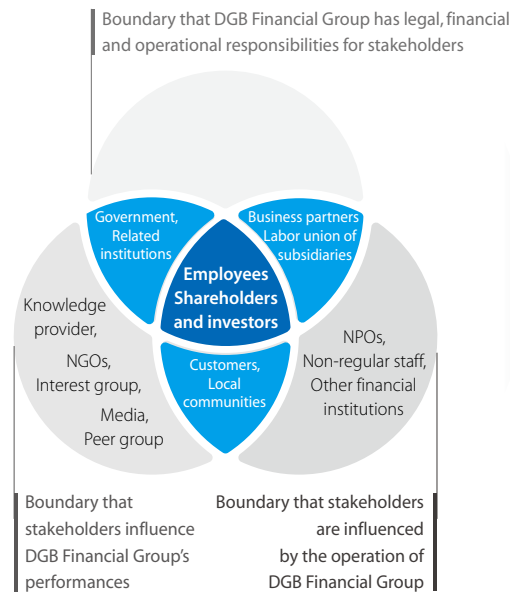 Boundary that DGB Financial Group has legal, financial
and operational responsibilities for stakeholders
Government,
Related
institutions
Business partners
Labor union of
subsidiaries
Employees
Shareholders
and investors
Knowledge
provider,
NGOs,
Interest group,
Media,
Peer group
Customers,
Local
communities
NPOs,
Non-regular staff,
Other financial
institutions
Boundary that
stakeholders influence
DGB Financial Group's
performances
Boundary that stakeholders
are influenced
by the operation of
DGB Financial Group